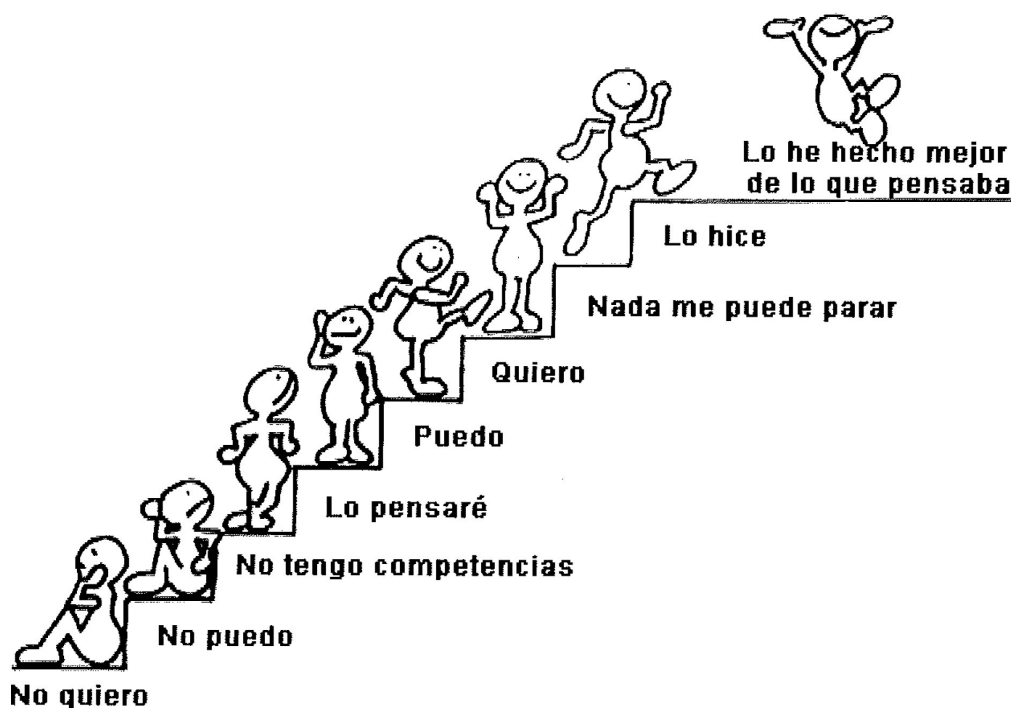 Lo he hecho mejor
de lo que pensaba
Lo hice
Nada me puede parar
Quiero
Puedo
Lo pensaré
No tengo competencias
No puedo
No quiero